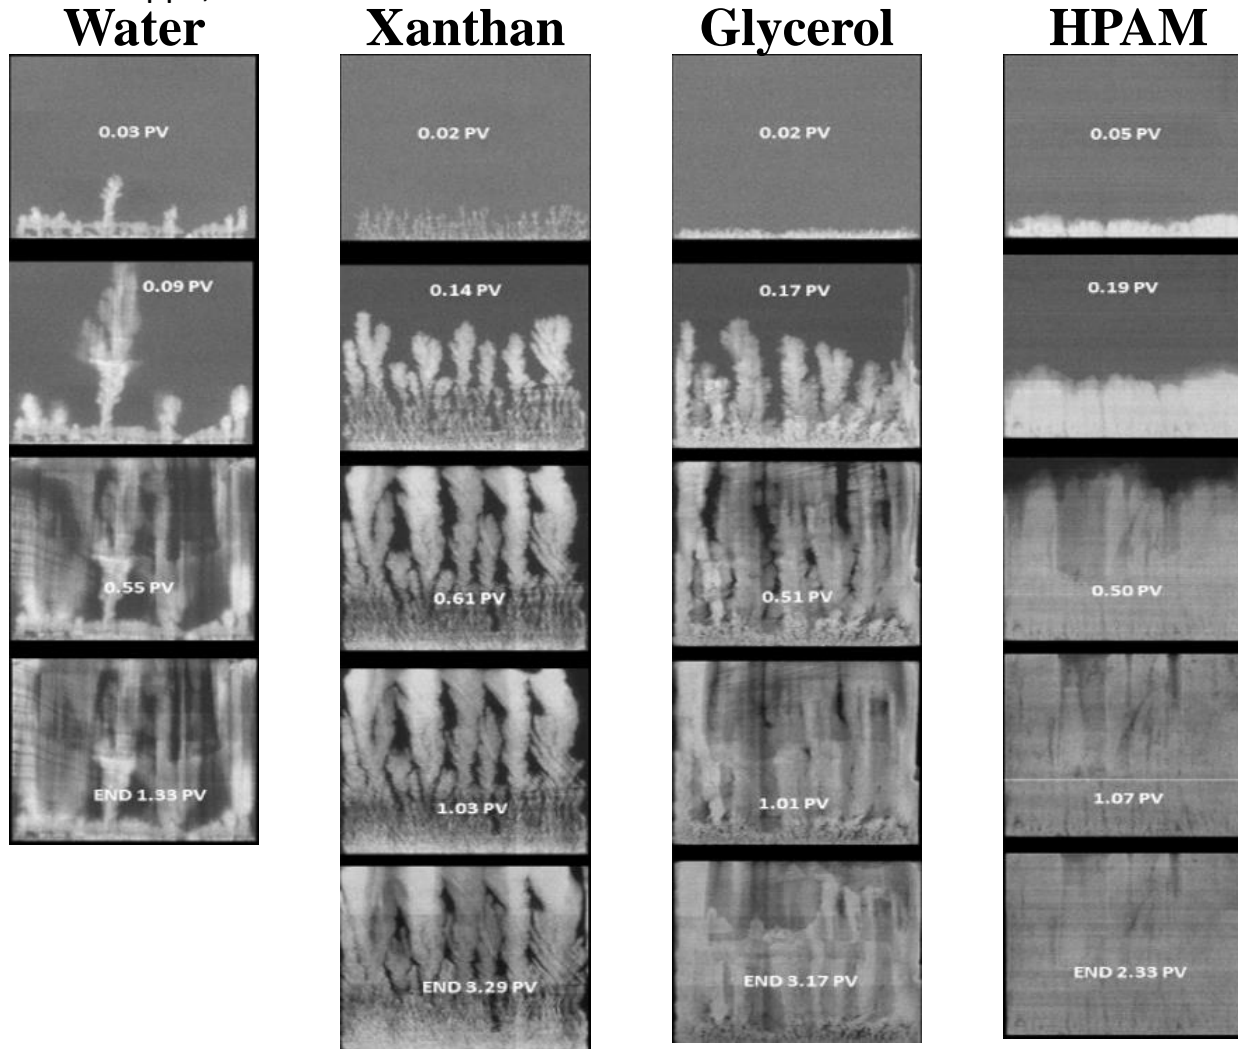 Water Xanthan Glycerol HPAM
0.03 PV 0.02 PV 0.02 PV 0.05 PV
0.09 PV 0.14 PV 0.17 PV 0.19 PV
0.55 PV 0.61 PV 0.51 PV 0.50 PV
END 1.33 PV 1.03 PV 1.01 PV 1.07 PV
END 3.29 PV END 3.17 PV END 2.33 PV